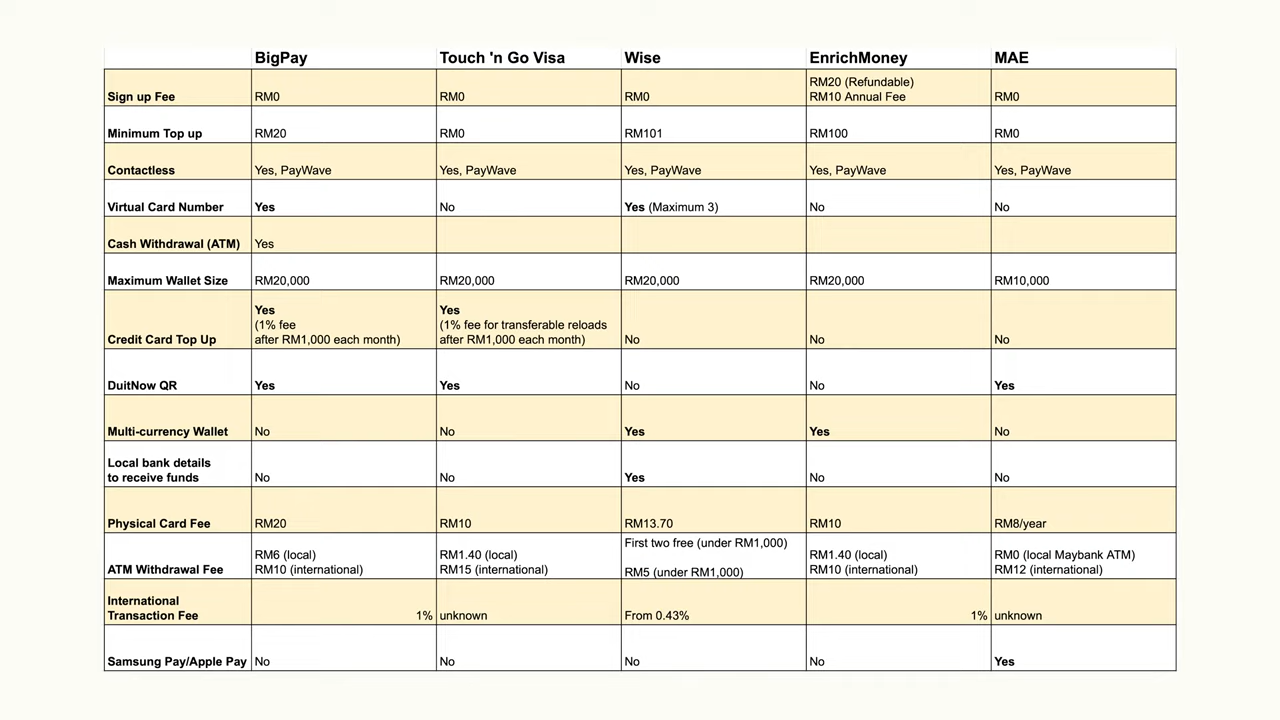 BigPay Touch 'n Go Visa Wise EnrichMoney MAE
Sign up Fee RM0 RM0 RM0 RM20 (Refundable) RM10 Annual Fee RM0
Minimum Top up RM20 RM0 RM101 RM100 RM0
Contactless Yes, PayWave Yes, PayWave Yes, PayWave Yes, PayWave Yes, PayWave
Virtual Card Number Yes No Yes (Maximum 3) No No
Cash Withdrawal (ATM) Yes
Maximum Wallet Size RM20,000 RM20,000 RM20,000 RM20,000 RM10,000
Credit Card Top Up Yes (1% fee after RM1,000 each month) Yes (1% fee for transferable reloads after RM1,000 each month) No No No
DuitNow QR Yes Yes No No Yes
Multi-currency Wallet No No Yes Yes No
Local bank details to receive funds No No Yes No No
Physical Card Fee RM20 RM10 RM13.70 RM10 RM8/year
ATM Withdrawal Fee RM6 (local) RM10 (international) RM1.40 (local) RM15 (international) First two free (under RM1,000) RM5 (under RM1,000) RM1.40 (local) RM10 (international) RM0 (local Maybank ATM) RM12 (international)
International Transaction Fee 1% unknown From 0.43% 1% unknown
Samsung Pay/Apple Pay No No No No Yes